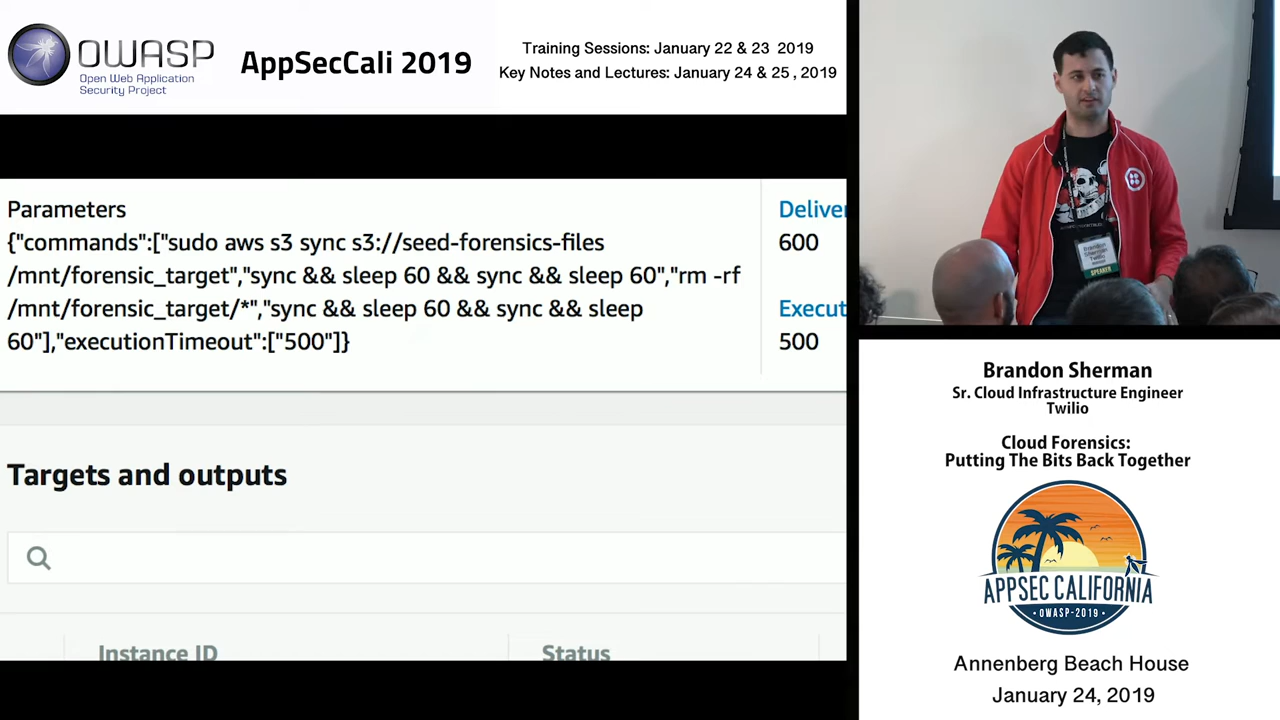 OWASP
Open Web Application
Security Project
AppSecCali 2019
Training Sessions: January 22 & 23 2019
Key Notes and Lectures: January 24 & 25 , 2019
Parameters
{"commands":["sudo aws s3 sync s3://seed-forensics-files
/mnt/forensic_target","sync && sleep 60 && sync && sleep 60","rm -rf
/mnt/forensic_target/*","sync && sleep 60 && sync && sleep
60"],"executionTimeout":["500"]}
Deliver
600
Execut
500
Targets and outputs
Instance ID
Status
Brandon
Sherman
Twilio
SPEAKER
Brandon Sherman
Sr. Cloud Infrastructure Engineer
Twilio
Cloud Forensics:
Putting The Bits Back Together
APPSEC CALIFORNIA
·OWASP-2019·
Annenberg Beach House
January 24, 2019